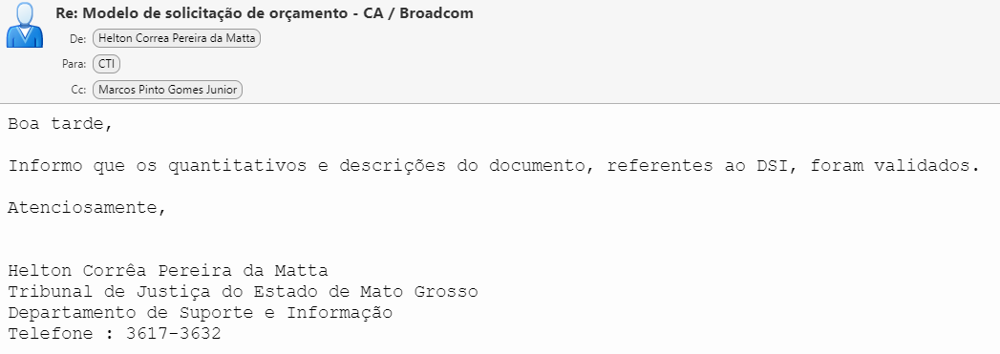 Re: Modelo de solicitação de orçamento - CA / Broadcom
De: Helton Correa Pereira da Matta
Para: CTI
Cc: Marcos Pinto Gomes Junior
Boa tarde,
Informo que os quantitativos e descrições do documento, referentes ao DSI, foram validados.
Atenciosamente,
Helton Corrêa Pereira da Matta
Tribunal de Justiça do Estado de Mato Grosso
Departamento de Suporte e Informação
Telefone : 3617-3632